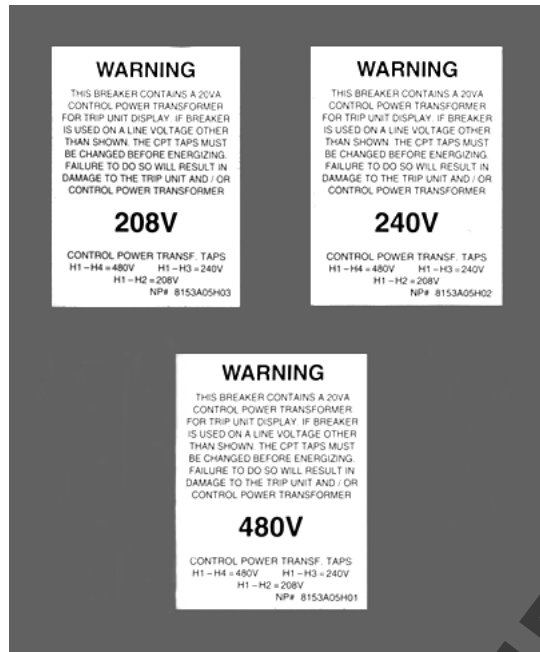 WARNING
THIS BREAKER CONTAINS A 20VA
CONTROL POWER TRANSFORMER
FOR TRIP UNIT DISPLAY. IF BREAKER
IS USED ON A LINE VOLTAGE OTHER
THAN SHOWN. THE CPT TAPS MUST
BE CHANGED BEFORE ENERGIZING.
FAILURE TO DO SO WILL RESULT IN
DAMAGE TO THE TRIP UNIT AND / OR
CONTROL POWER TRANSFORMER
208V
CONTROL POWER TRANSF. TAPS
H1-H4=480V H1-H3=240V
H1-H2=208V
NP# 8153A05H03
WARNING
THIS BREAKER CONTAINS A 20VA
CONTROL POWER TRANSFORMER
FOR TRIP UNIT DISPLAY. IF BREAKER
IS USED ON A LINE VOLTAGE OTHER
THAN SHOWN. THE CPT TAPS MUST
BE CHANGED BEFORE ENERGIZING.
FAILURE TO DO SO WILL RESULT IN
DAMAGE TO THE TRIP UNIT AND / OR
CONTROL POWER TRANSFORMER
240V
CONTROL POWER TRANSF. TAPS
H1-H4=480V H1-H3=240V
H1-H2=208V
NP# 8153A05H02
WARNING
THIS BREAKER CONTAINS A 20VA
CONTROL POWER TRANSFORMER
FOR TRIP UNIT DISPLAY. IF BREAKER
IS USED ON A LINE VOLTAGE OTHER
THAN SHOWN. THE CPT TAPS MUST
BE CHANGED BEFORE ENERGIZING.
FAILURE TO DO SO WILL RESULT IN
DAMAGE TO THE TRIP UNIT AND / OR
CONTROL POWER TRANSFORMER
480V
CONTROL POWER TRANSF. TAPS
H1-H4=480V H1-H3=240V
H1-H2=208V
NP# 8153A05H01